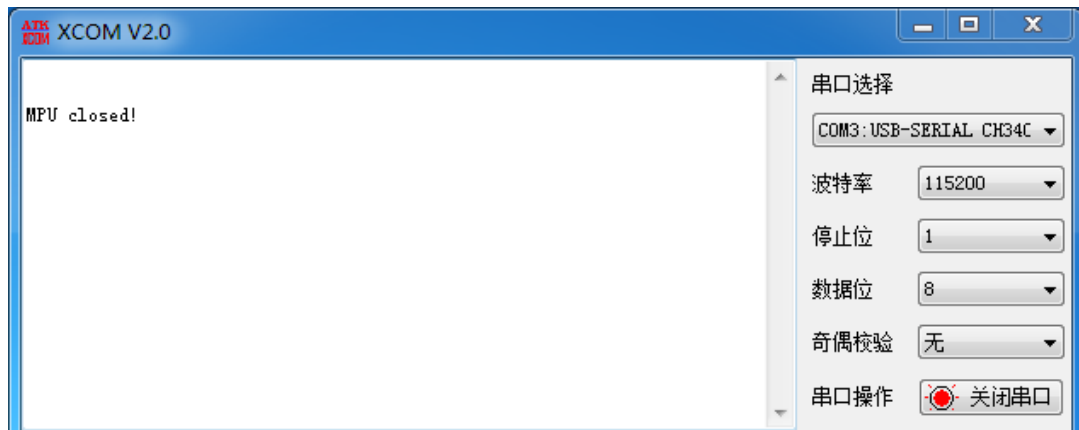 ATK XCOM XCOM V2.0
MPU closed!
串口选择
COM3:USB-SERIAL CH34C
波特率 115200
停止位 1
数据位 8
奇偶校验 无
串口操作 关闭串口